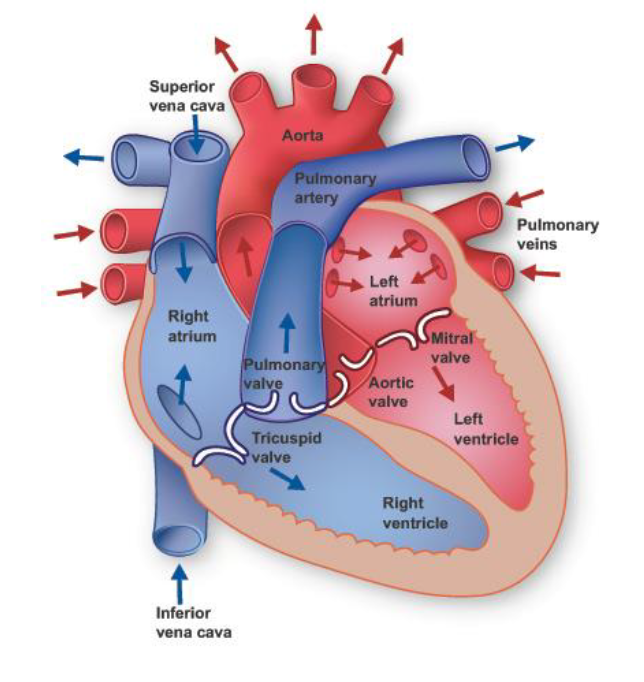 Superior
vena cava
Aorta
Pulmonary
artery
Pulmonary
veins
Left
atrium
Right
atrium
Mitral
valve
Pulmonary
valve
Aortic
valve
Left
ventricle
Tricuspid
valve
Right
ventricle
Inferior
vena cava